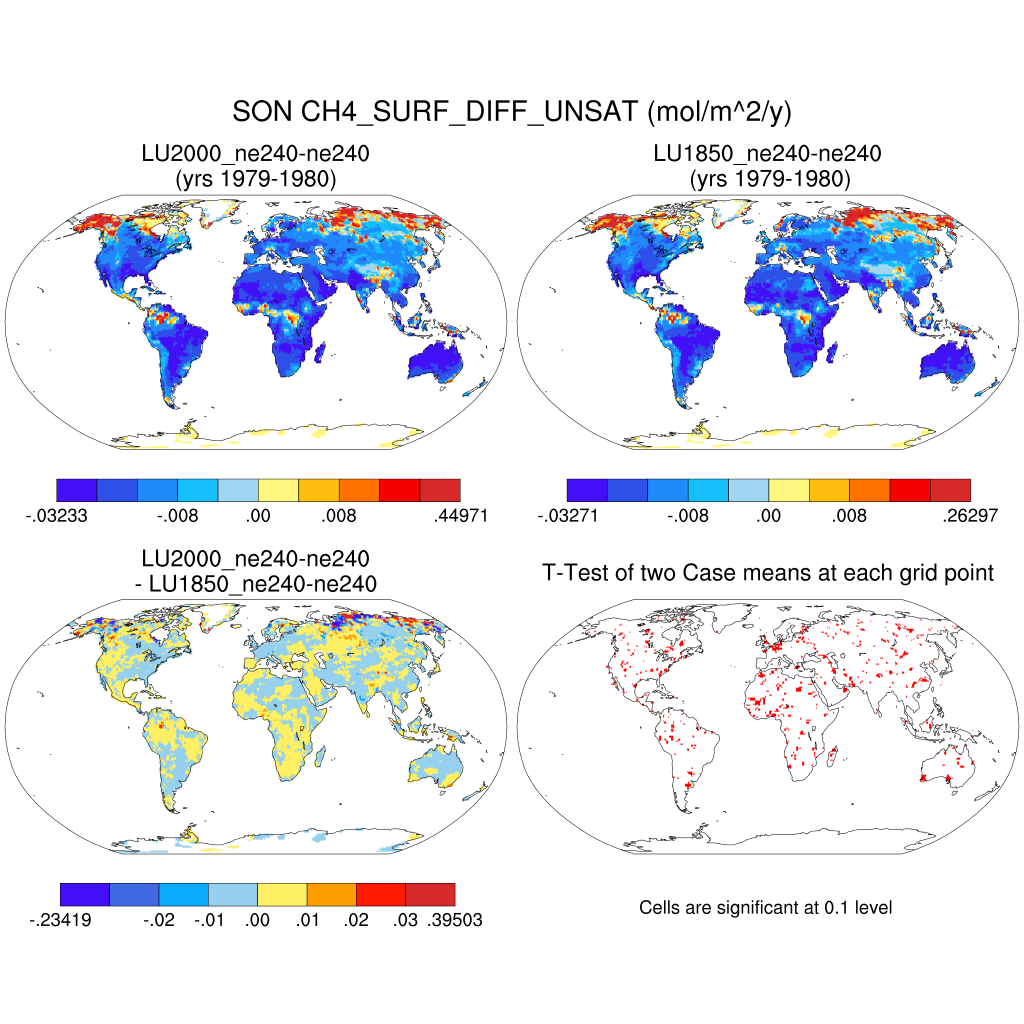 SON CH4_SURF_DIFF_UNSAT (mol/m^2/y)
LU2000_ne240-ne240
(yrs 1979-1980)
LU1850_ne240-ne240
(yrs 1979-1980)
-.03233 -.008 .00 .008 .44971
-.03271 -.008 .00 .008 .26297
LU2000_ne240-ne240
- LU1850_ne240-ne240
T-Test of two Case means at each grid point
-.23419 -.02 -.01 .00 .01 .02 .03 .39503
Cells are significant at 0.1 level